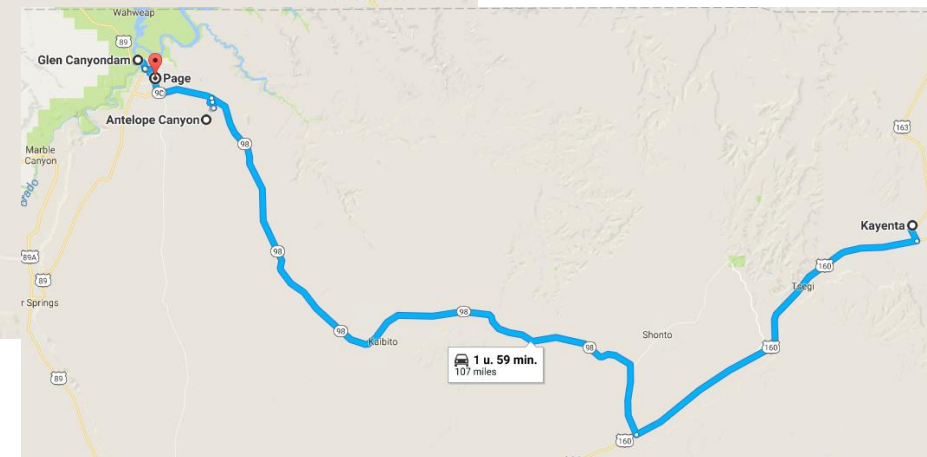 Wahweap
89
Glen Canyondam
Page
98
Antelope Canyon
163
98
Marble
Canyon
Kayenta
98
89A
160
89
Tsegi
r Springs
98
98
Kaibito
Shonto
98
160
1 u. 59 min.
107 miles
89
160